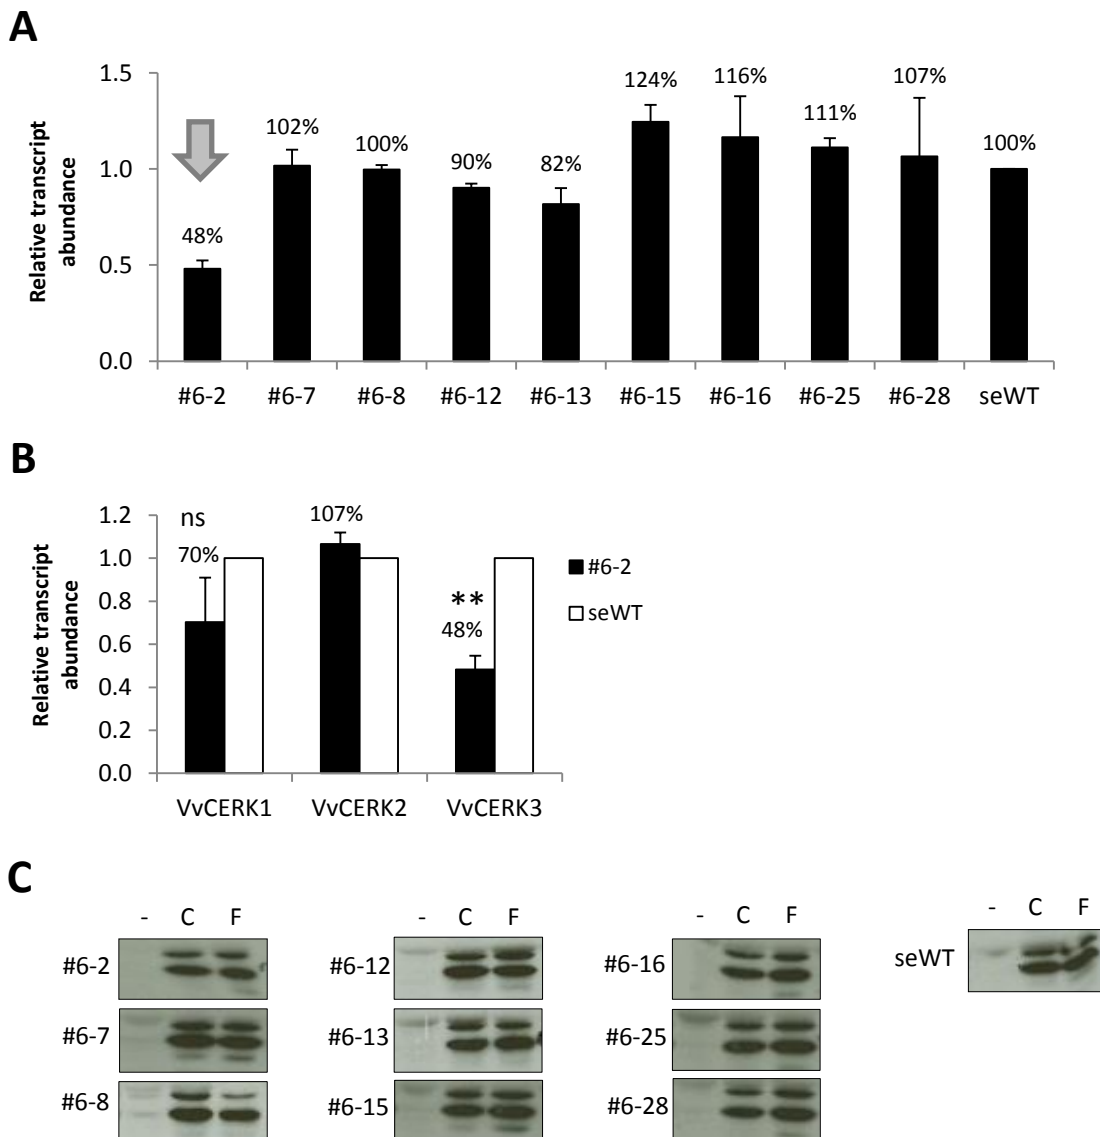 A
Relative transcript
abundance
1.5
1.0
0.5
0.0
48%
102%
100%
90%
82%
124%
116%
111%
107%
100%
#6-2 #6-7 #6-8 #6-12 #6-13 #6-15 #6-16 #6-25 #6-28 seWT
B
Relative transcript
abundance
1.2
1.0
0.8
0.6
0.4
0.2
0.0
ns
70%
107%
**
48%
#6-2
seWT
VvCERK1 VvCERK2 VvCERK3
C
- C F
#6-2
#6-7
#6-8
- C F
#6-12
#6-13
#6-15
- C F
#6-16
#6-25
#6-28
- C F
seWT